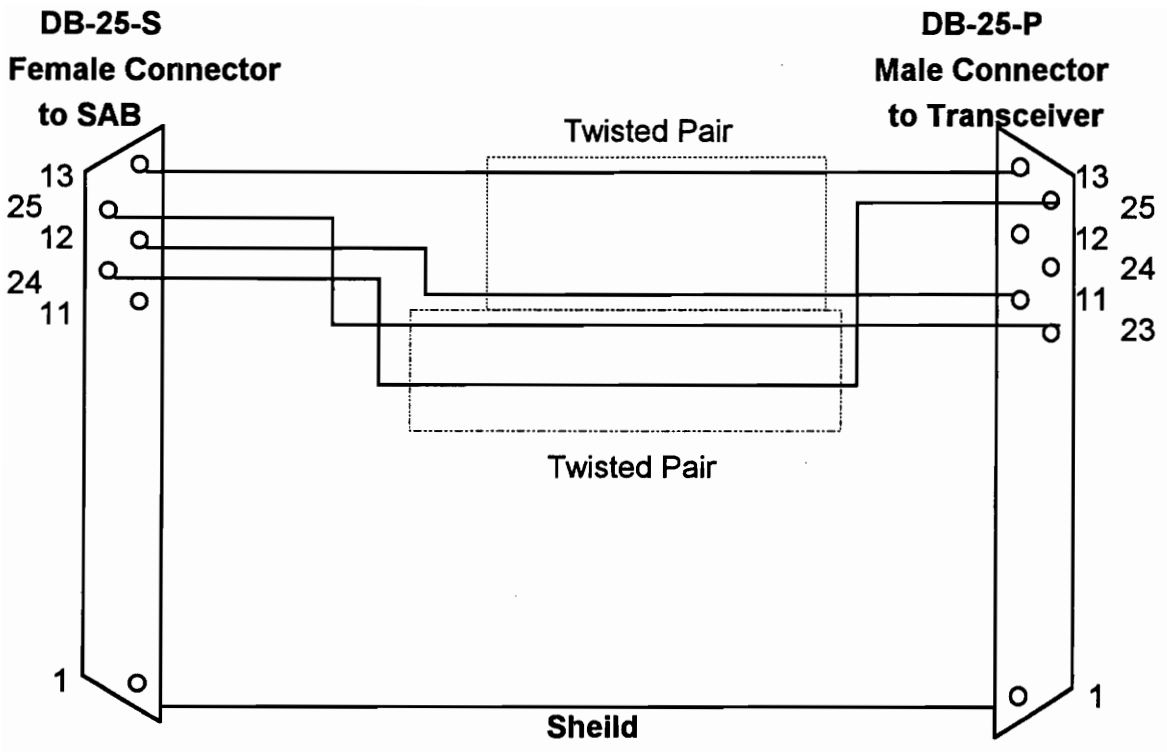 DB-25-S
Female Connector
to SAB
DB-25-P
Male Connector
to Transceiver
Twisted Pair
13
25
12
24
11
1
13
25
12
24
11
23
1
Twisted Pair
Sheild